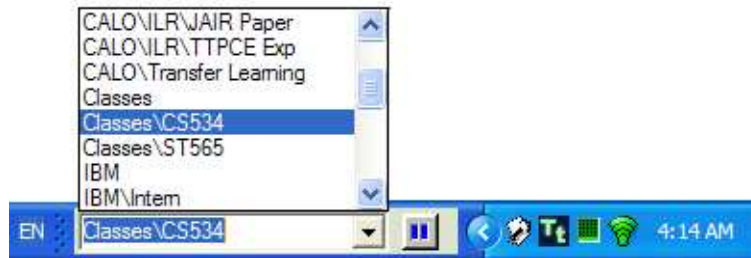 CALO\ILR\JAIR Paper
CALO\ILR\TTPCE Exp
CALO\Transfer Learning
Classes
Classes\CS534
Classes\ST565
IBM
IBM\Intern
EN Classes\CS534 Tt 4:14 AM